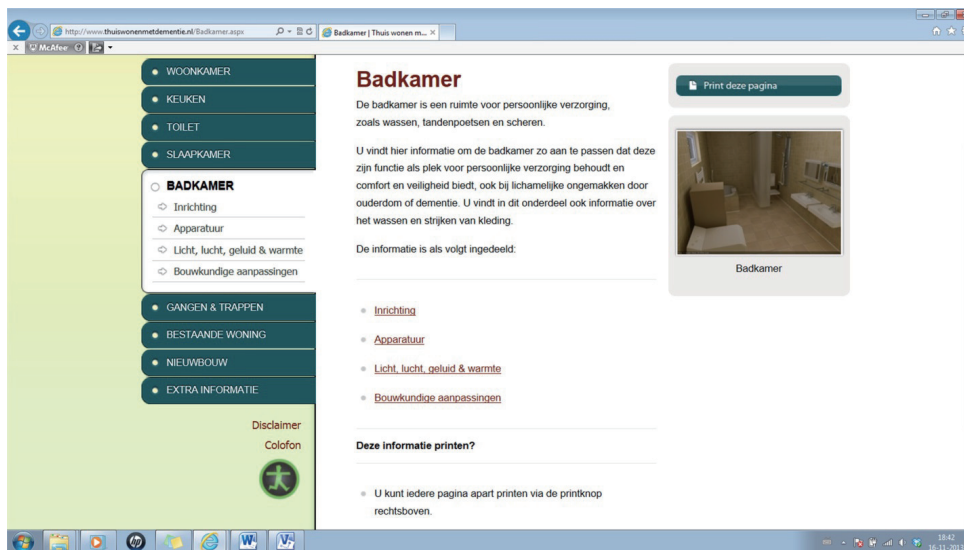 http://www.thuiswonenmetdementie.nl/Badkamer.aspx
Badkamer | Thuis wonen m...
McAfee
WOONKAMER
KEUKEN
TOILET
SLAAPKAMER
BADKAMER
Inrichting
Apparatuur
Licht, lucht, geluid & warmte
Bouwkundige aanpassingen
GANGEN & TRAPPEN
BESTAANDE WONING
NIEUWBOUW
EXTRA INFORMATIE
Disclaimer
Colofon
Badkamer
De badkamer is een ruimte voor persoonlijke verzorging,
zoals wassen, tandenpoetsen en scheren.
U vindt hier informatie om de badkamer zo aan te passen dat deze
zijn functie als plek voor persoonlijke verzorging behoudt en
comfort en veiligheid biedt, ook bij lichamelijke ongemakken door
ouderdom of dementie. U vindt in dit onderdeel ook informatie over
het wassen en strijken van kleding.
De informatie is als volgt ingedeeld:
Inrichting
Apparatuur
Licht, lucht, geluid & warmte
Bouwkundige aanpassingen
Deze informatie printen?
U kunt iedere pagina apart printen via de printknop
rechtsboven.
Print deze pagina
Badkamer
18:42